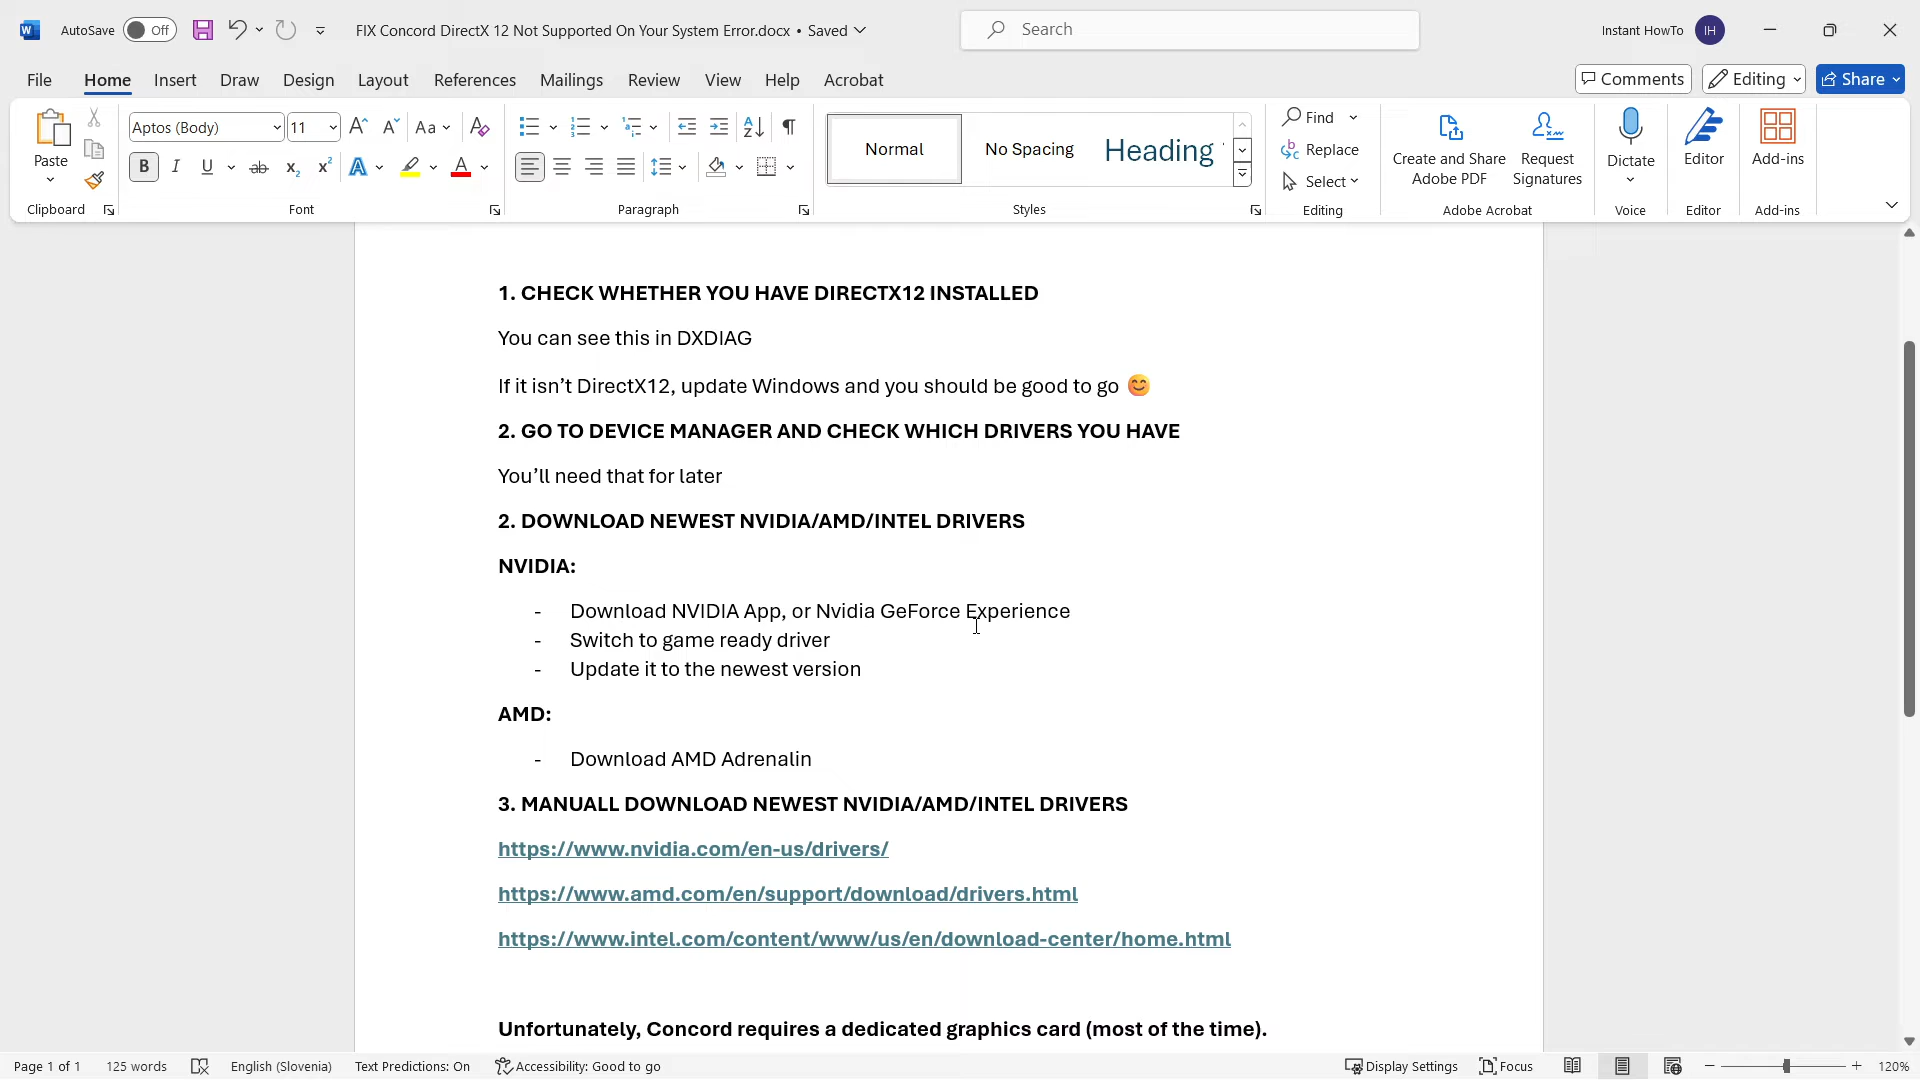 AutoSave Off FIX Concord DirectX 12 Not Supported On Your System Error.docx • Saved Search Instant HowTo IH
File Home Insert Draw Design Layout References Mailings Review View Help Acrobat Comments Editing Share
Paste
Clipboard
Aptos (Body) 11
Font
Paragraph
Normal No Spacing Heading
Styles
Find
Replace
Select
Editing
Create and Share
Adobe PDF
Request
Signatures
Adobe Acrobat
Dictate
Voice
Editor
Editor
Add-ins
Add-ins
1. CHECK WHETHER YOU HAVE DIRECTX12 INSTALLED
You can see this in DXDIAG
If it isn’t DirectX12, update Windows and you should be good to go 😊
2. GO TO DEVICE MANAGER AND CHECK WHICH DRIVERS YOU HAVE
You’ll need that for later
2. DOWNLOAD NEWEST NVIDIA/AMD/INTEL DRIVERS
NVIDIA:
- Download NVIDIA App, or Nvidia GeForce Experience
- Switch to game ready driver
- Update it to the newest version
AMD:
- Download AMD Adrenalin
3. MANUALL DOWNLOAD NEWEST NVIDIA/AMD/INTEL DRIVERS
https://www.nvidia.com/en-us/drivers/
https://www.amd.com/en/support/download/drivers.html
https://www.intel.com/content/www/us/en/download-center/home.html
Unfortunately, Concord requires a dedicated graphics card (most of the time).
Page 1 of 1 125 words English (Slovenia) Text Predictions: On Accessibility: Good to go Display Settings Focus 120%